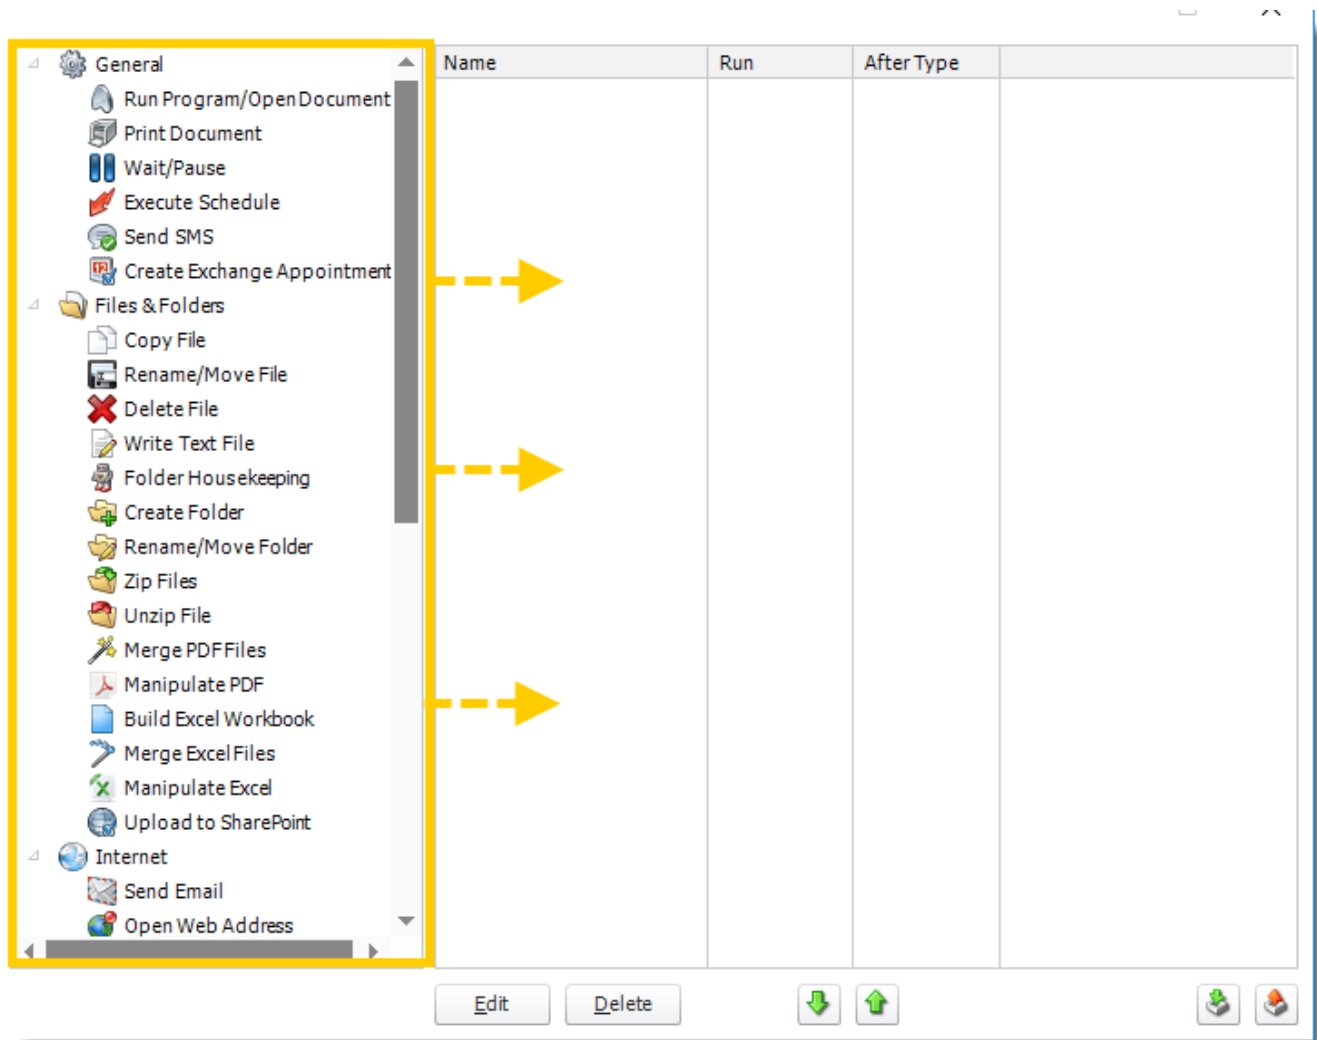 General
Run Program/Open Document
Print Document
Wait/Pause
Execute Schedule
Send SMS
Create Exchange Appointment
Files & Folders
Copy File
Rename/Move File
Delete File
Write Text File
Folder Housekeeping
Create Folder
Rename/Move Folder
Zip Files
Unzip File
Merge PDF Files
Manipulate PDF
Build Excel Workbook
Merge Excel Files
Manipulate Excel
Upload to SharePoint
Internet
Send Email
Open Web Address
Name Run After Type
Edit Delete